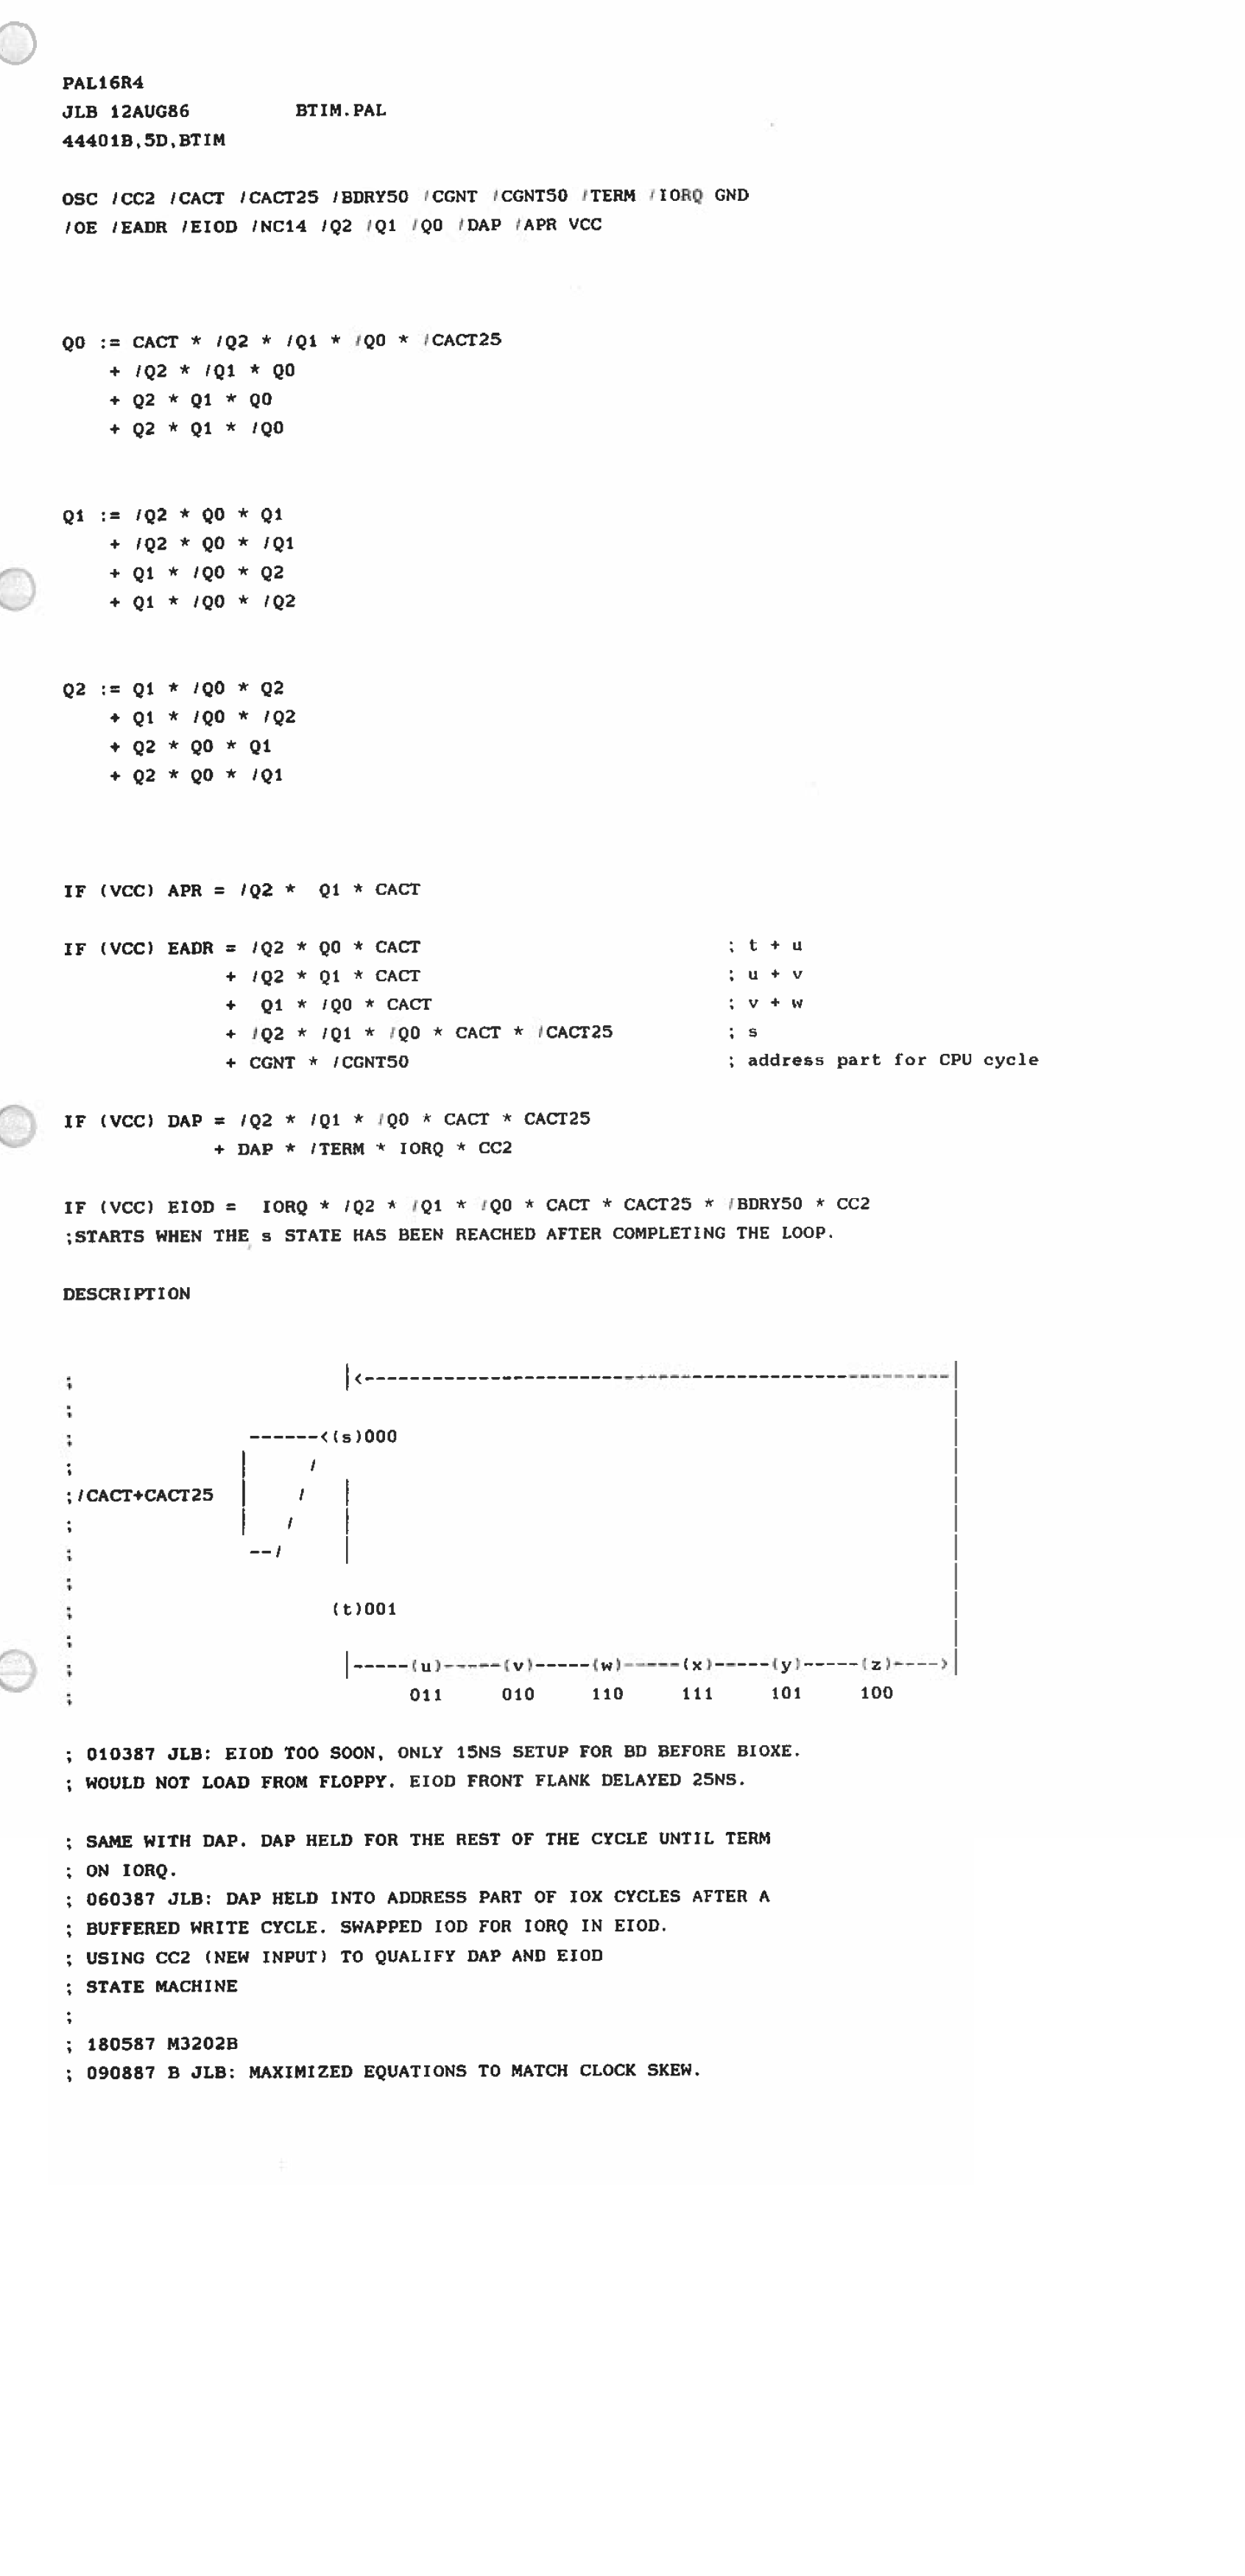 PAL16R4
JLB 12AUG86          BTIM.PAL
44401B,5D,BTIM
OSC /CC2 /CACT /CACT25 /BDRY50 /CGNT /CGNT50 /TERM /IORQ GND
/OE /EADR /EIOD /NC14 /Q2 /Q1 /Q0 /DAP /APR VCC
Q0 := CACT * /Q2 * /Q1 * /Q0 * /CACT25
+ /Q2 * /Q1 * Q0
+ Q2 * Q1 * Q0
+ Q2 * Q1 * /Q0
Q1 := /Q2 * Q0 * Q1
+ /Q2 * Q0 * /Q1
+ Q1 * /Q0 * Q2
+ Q1 * /Q0 * /Q2
Q2 := Q1 * /Q0 * Q2
+ Q1 * /Q0 * /Q2
+ Q2 * Q0 * Q1
+ Q2 * Q0 * /Q1
IF (VCC) APR = /Q2 *  Q1 * CACT
IF (VCC) EADR = /Q2 * Q0 * CACT                          ; t + u
+ /Q2 * Q1 * CACT                          ; u + v
+  Q1 * /Q0 * CACT                         ; v + w
+ /Q2 * /Q1 * /Q0 * CACT * /CACT25          ; s
+ CGNT * /CGNT50                           ; address part for CPU cycle
IF (VCC) DAP = /Q2 * /Q1 * /Q0 * CACT * CACT25
+ DAP * /TERM * IORQ * CC2
IF (VCC) EIOD =  IORQ * /Q2 * /Q1 * /Q0 * CACT * CACT25 * /BDRY50 * CC2
;STARTS WHEN THE s STATE HAS BEEN REACHED AFTER COMPLETING THE LOOP.
DESCRIPTION
;                       |<--------------------------------------------------|
;
;               ------<(s)000
;
;/CACT+CACT25
;
;               --/
;
;                      (t)001
;
;                       |-----(u)-----(v)-----(w)-----(x)-----(y)-----(z)---->|
;                            011     010     110     111     101     100
; 010387 JLB: EIOD TOO SOON, ONLY 15NS SETUP FOR BD BEFORE BIOXE.
; WOULD NOT LOAD FROM FLOPPY. EIOD FRONT FLANK DELAYED 25NS.
; SAME WITH DAP. DAP HELD FOR THE REST OF THE CYCLE UNTIL TERM
; ON IORQ.
; 060387 JLB: DAP HELD INTO ADDRESS PART OF IOX CYCLES AFTER A
; BUFFERED WRITE CYCLE. SWAPPED IOD FOR IORQ IN EIOD.
; USING CC2 (NEW INPUT) TO QUALIFY DAP AND EIOD
; STATE MACHINE
;
; 180587 M3202B
; 090887 B JLB: MAXIMIZED EQUATIONS TO MATCH CLOCK SKEW.